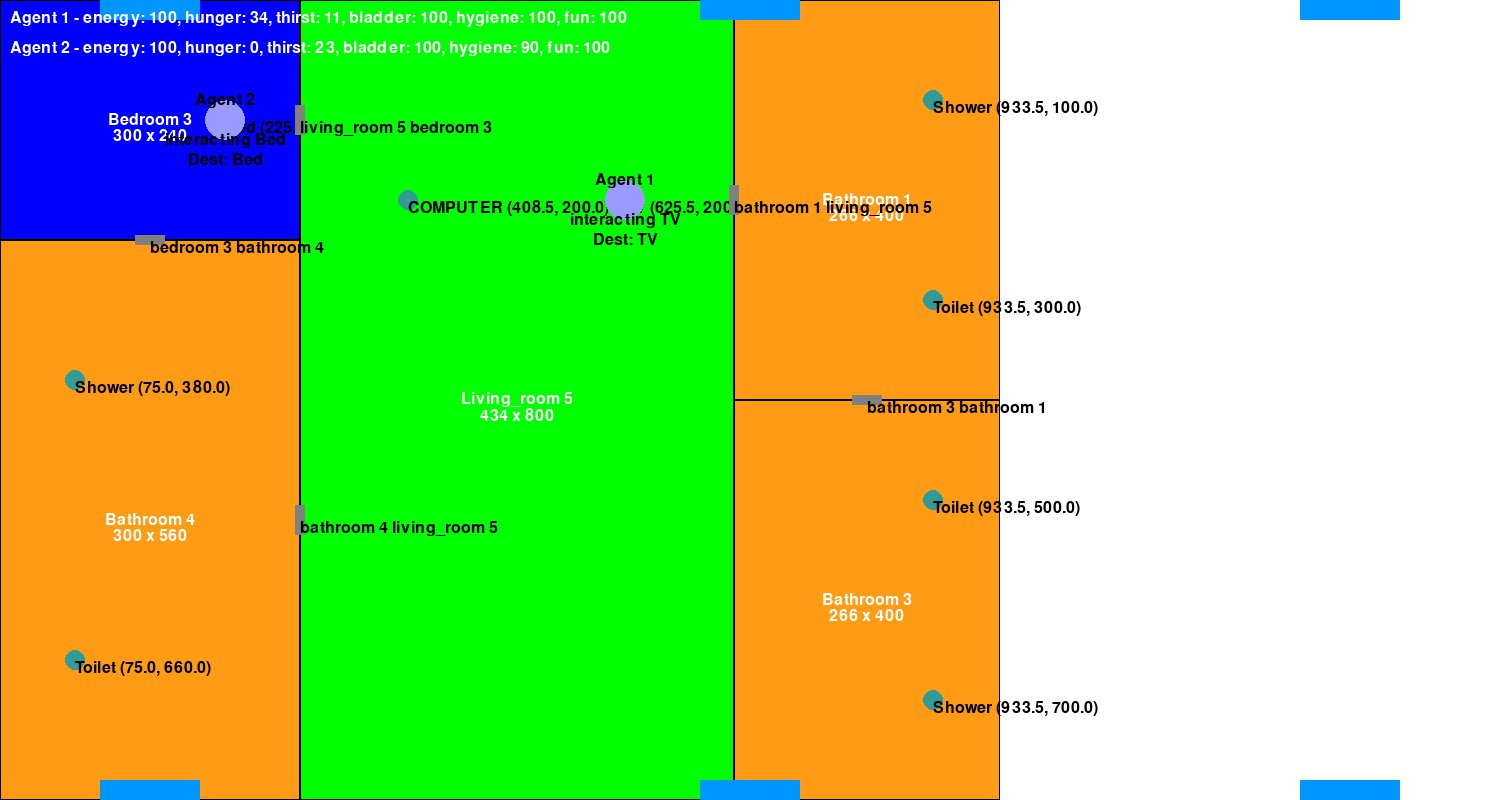 Agent 1 - energy: 100, hunger: 34, thirst: 11, bladder: 100, hygiene: 100, fun: 100
Agent 2 - energy: 100, hunger: 0, thirst: 23, bladder: 100, hygiene: 90, fun: 100
Agent 2
Bedroom 3
300 x 240
(225.
living_room 5 bedroom 3
interacting Bed
Dest: Bed
Shower (933.5, 100.0)
Agent 1
COMPUTER (408.5, 200.0)
(625.5, 200
bathroom 1 living_room 5
Bathroom 1
266 x 400
interacting TV
Dest: TV
bedroom 3 bathroom 4
Toilet (933.5, 300.0)
Shower (75.0, 380.0)
Living_room 5
434 x 800
bathroom 3 bathroom 1
Bathroom 4
300 x 560
bathroom 4 living_room 5
Toilet (933.5, 500.0)
Bathroom 3
266 x 400
Toilet (75.0, 660.0)
Shower (933.5, 700.0)